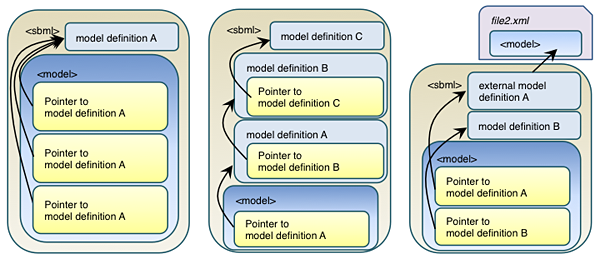 <sbml>
model definition A
<model>
Pointer to
model definition A
Pointer to
model definition A
Pointer to
model definition A
<sbml>
model definition C
model definition B
Pointer to
model definition C
model definition A
Pointer to
model definition B
<model>
Pointer to
model definition A
file2.xml
<model>
<sbml>
external model
definition A
model definition B
<model>
Pointer to
model definition A
Pointer to
model definition B